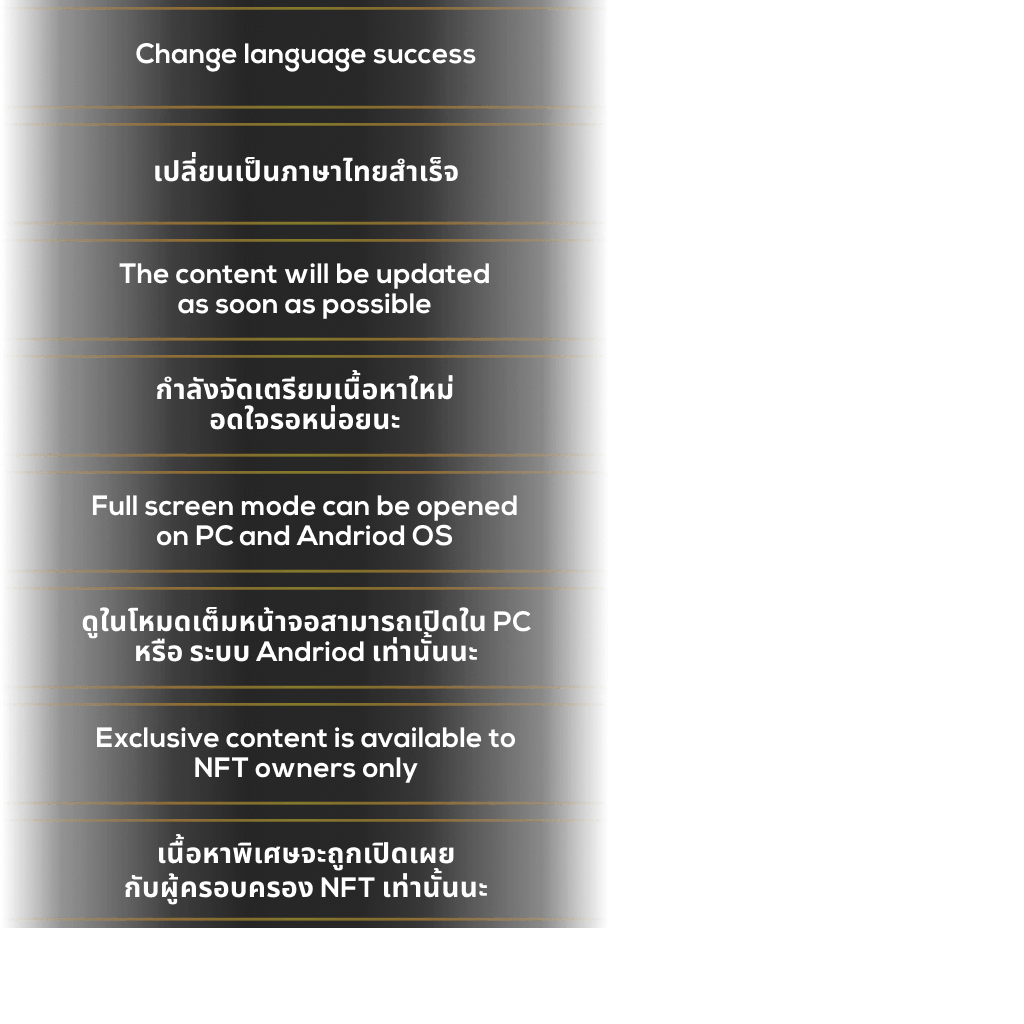 Change language success
เปลี่ยนเป็นภาษาไทยสำเร็จ
The content will be updated
as soon as possible
กำลังจัดเตรียมเนื้อหาใหม่
อดใจรอหน่อยนะ
Full screen mode can be opened
on PC and Andriod OS
ดูในโหมดเต็มหน้าจอสามารถเปิดใน PC
หรือ ระบบ Andriod เท่านั้นนะ
Exclusive content is available to
NFT owners only
เนื้อหาพิเศษจะถูกเปิดเผย
กับผู้ครอบครอง NFT เท่านั้นนะ